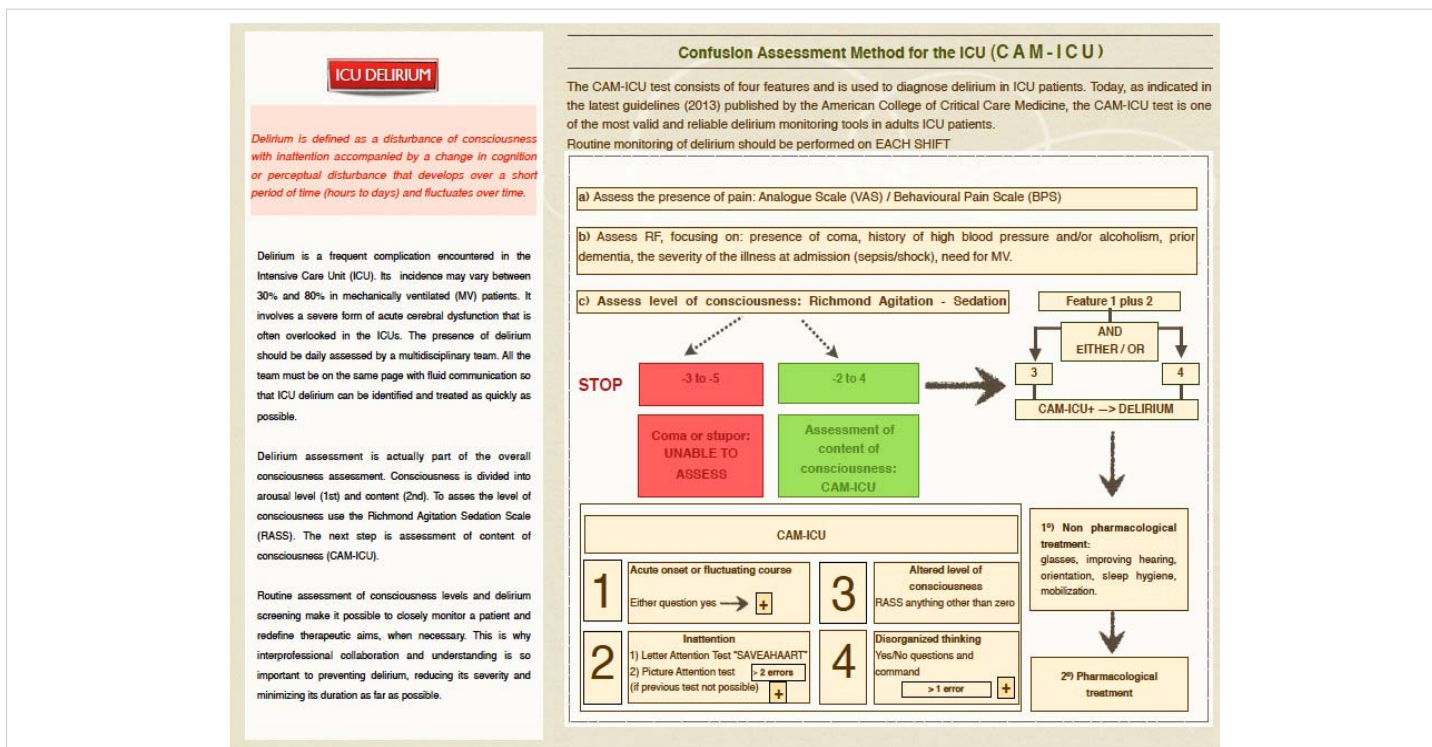 ICU DELIRIUM
Delirium is defined as a disturbance of consciousness
with inattention accompanied by a change in cognition
or perceptual disturbance that develops over a short
period of time (hours to days) and fluctuates over time.
Delirium is a frequent complication encountered in the
Intensive Care Unit (ICU). Its incidence may vary between
30% and 80% in mechanically ventilated (MV) patients. It
involves a severe form of acute cerebral dysfunction that is
often overlooked in the ICUs. The presence of delirium
should be daily assessed by a multidisciplinary team. All the
team must be on the same page with fluid communication so
that ICU delirium can be identified and treated as quickly as
possible.
Delirium assessment is actually part of the overall
consciousness assessment. Consciousness is divided into
arousal level (1st) and content (2nd). To asses the level of
consciousness use the Richmond Agitation Sedation Scale
(RASS). The next step is assessment of content of
consciousness (CAM-ICU).
Routine assessment of consciousness levels and delirium
screening make it possible to closely monitor a patient and
redefine therapeutic aims, when necessary. This is why
interprofessional collaboration and understanding is so
important to preventing delirium, reducing its severity and
minimizing its duration as far as possible.
Confusion Assessment Method for the ICU (CAM-ICU)
The CAM-ICU test consists of four features and is used to diagnose delirium in ICU patients. Today, as indicated in
the latest guidelines (2013) published by the American College of Critical Care Medicine, the CAM-ICU test is one
of the most valid and reliable delirium monitoring tools in adults ICU patients.
Routine monitoring of delirium should be performed on EACH SHIFT
a) Assess the presence of pain: Analogue Scale (VAS) / Behavioural Pain Scale (BPS)
b) Assess RF, focusing on: presence of coma, history of high blood pressure and/or alcoholism, prior
dementia, the severity of the illness at admission (sepsis/shock), need for MV.
c) Assess level of consciousness: Richmond Agitation - Sedation
STOP
-3 to -5
-2 to 4
Coma or stupor:
UNABLE TO
ASSESS
Assessment of
content of
consciousness:
CAM-ICU
Feature 1 plus 2
AND
EITHER / OR
3
4
CAM-ICU+ —> DELIRIUM
CAM-ICU
1
Acute onset or fluctuating course
Either question yes +
2
Inattention
1) Letter Attention Test "SAVEAHAART"
2) Picture Attention test > 2 errors
(if previous test not possible) +
3
Altered level of
consciousness
RASS anything other than zero
4
Disorganized thinking
Yes/No questions and
command
> 1 error +
1º) Non pharmacological
treatment:
glasses, improving hearing,
orientation, sleep hygiene,
mobilization.
2º) Pharmacological
treatment